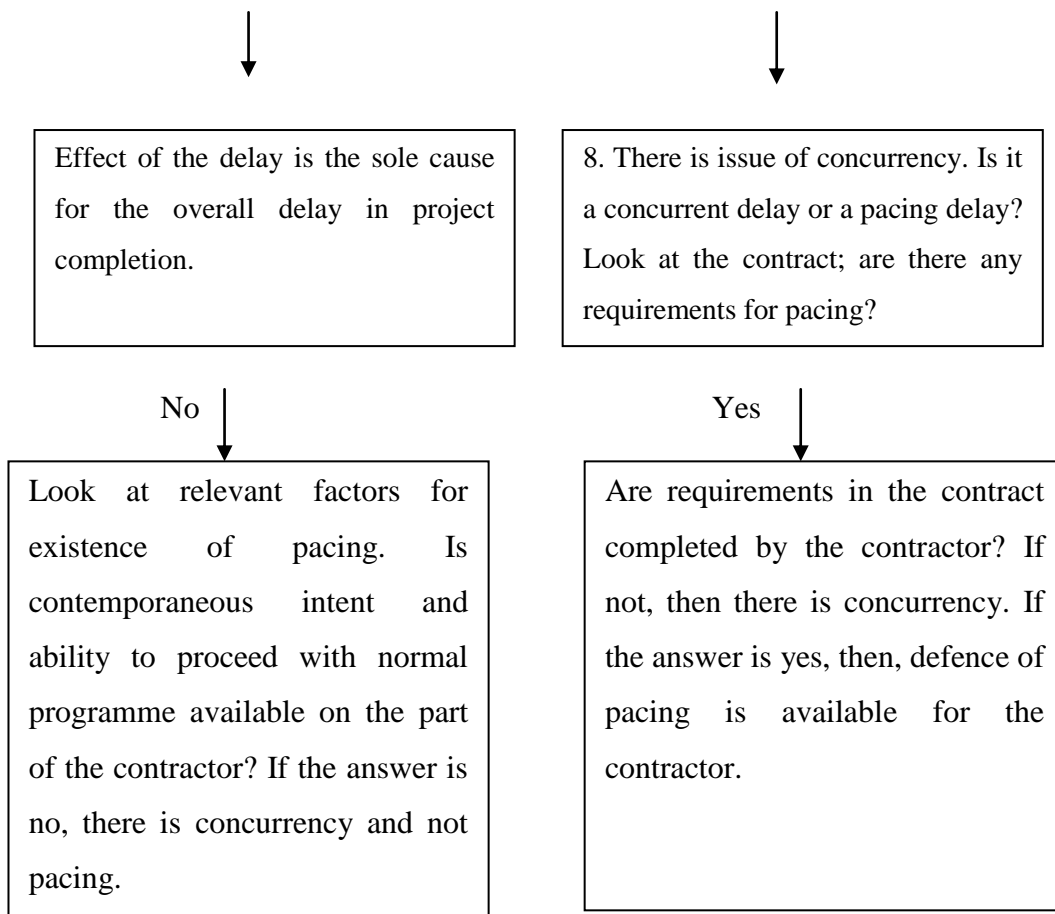 Effect of the delay is the sole cause
for the overall delay in project
completion.
8. There is issue of concurrency. Is it
a concurrent delay or a pacing delay?
Look at the contract; are there any
requirements for pacing?
No
Yes
Look at relevant factors for
existence of pacing. Is
contemporaneous intent and
ability to proceed with normal
programme available on the part
of the contractor? If the answer is
no, there is concurrency and not
pacing.
Are requirements in the contract
completed by the contractor? If
not, then there is concurrency. If
the answer is yes, then, defence of
pacing is available for the
contractor.